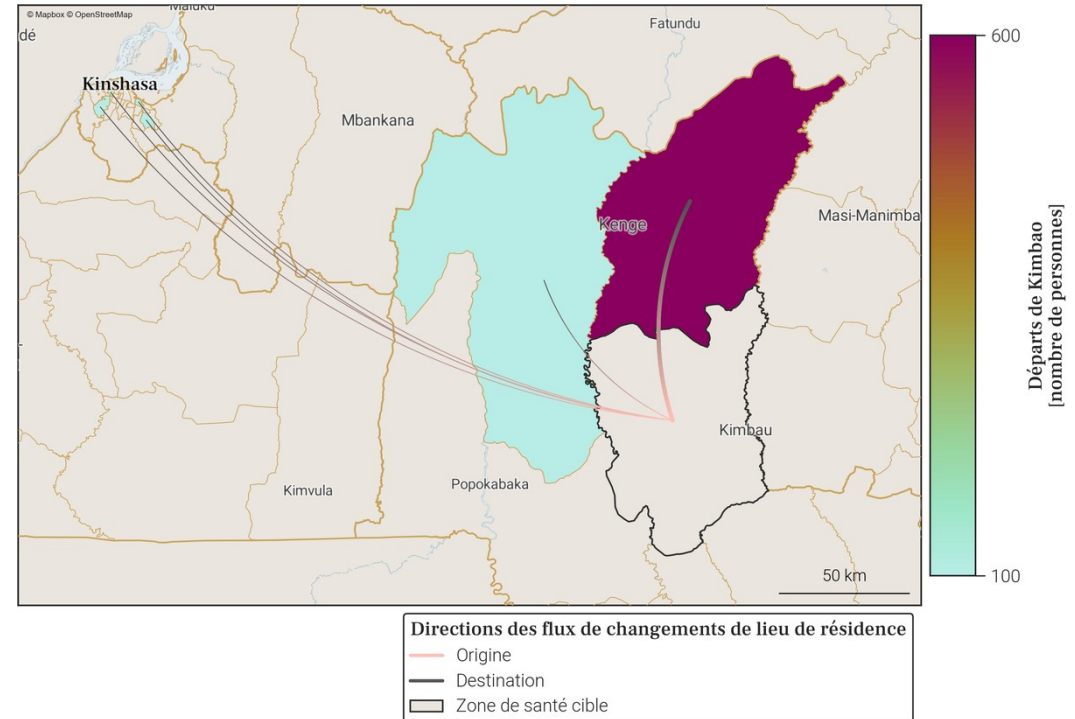 © Mapbox © OpenStreetMap
Maluku
dé
Fatundu
600
Kinshasa
Mbankana
Masi-Manimba
Kenge
Départs de Kimbao
[nombre de personnes]
Kimbau
Popokabaka
Kimvula
50 km
100
Directions des flux de changements de lieu de résidence
Origine
Destination
Zone de santé cible